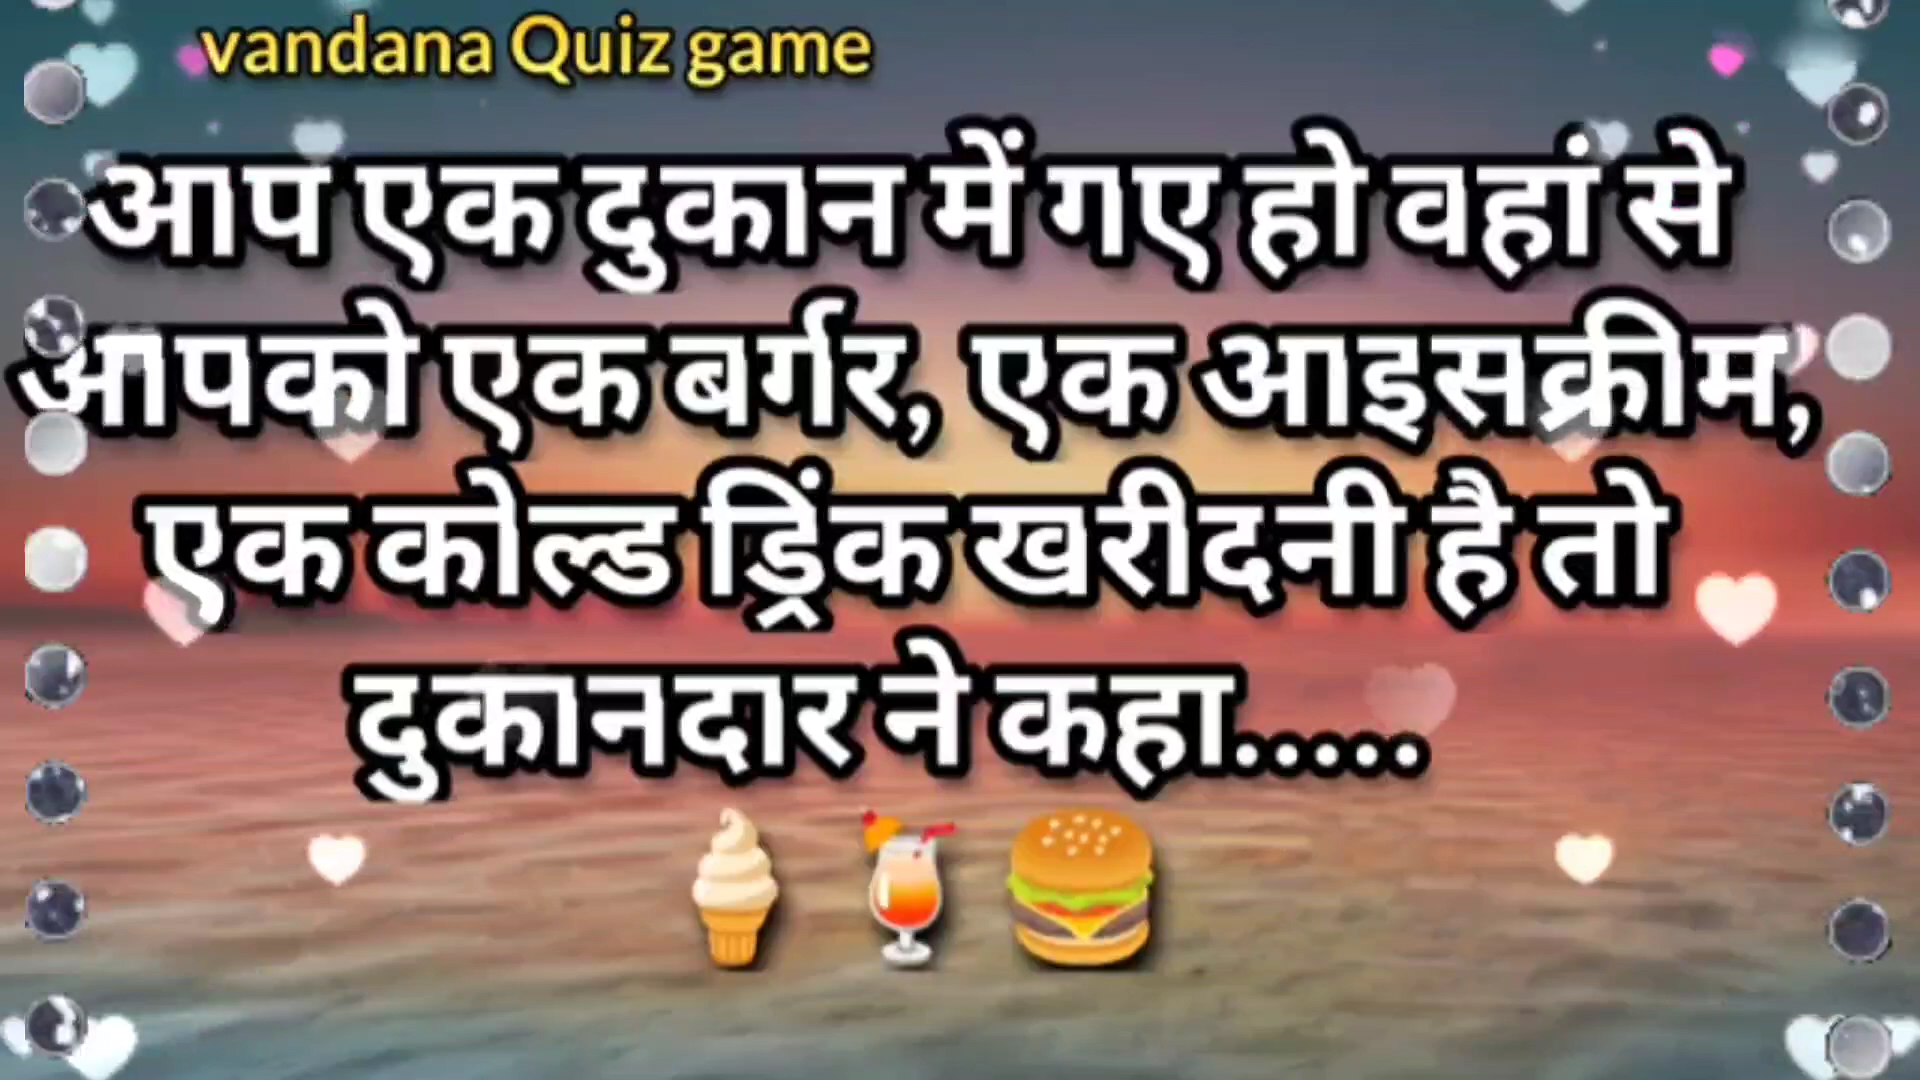 vandana Quiz game
आप एक दुकान में गए हो वहां से
आपको एक बर्गर, एक आइसक्रीम,
एक कोल्ड ड्रिंक खरीदनी है तो
दुकानदार ने कहा.....